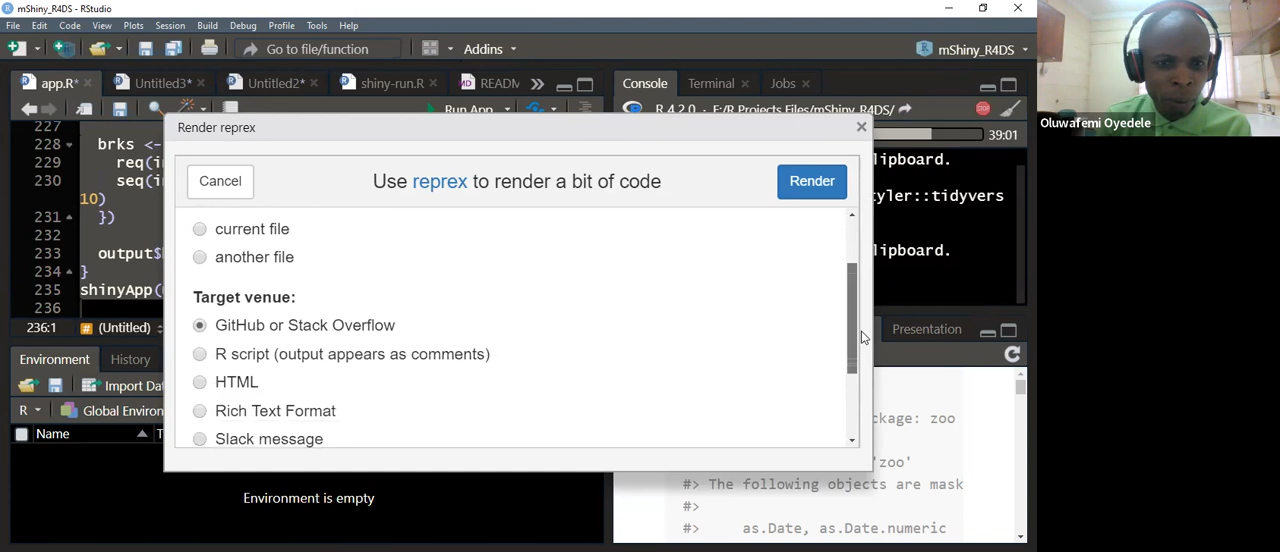 mShiny_R4DS - RStudio
File Edit Code View Plots Session Build Debug Profile Tools Help
Go to file/function Addins mShiny_R4DS
app.R* Untitled3* Untitled2* shiny-run.R READM Console Terminal Jobs
Run App R 4.2.0 · F:/R Projects Files/mShiny_R4DS/
Oluwafemi Oyedele
227
Render reprex
39:01
228 brks <-
229 req(in
230 seq(in
10)
231 })
232
233 output$
234 }
235 shinyApp(
236
236:1 (Untitled)
Cancel Use reprex to render a bit of code Render
current file
another file
Target venue:
GitHub or Stack Overflow
R script (output appears as comments)
HTML
Rich Text Format
Slack message
lipboard.
tyler::tidyvers
lipboard.
Presentation
Environment History
Import Dat
R Global Environ
Name T
Environment is empty
ckage: zoo
'zoo'
#> The following objects are mask
#>
#> as.Date, as.Date.numeric